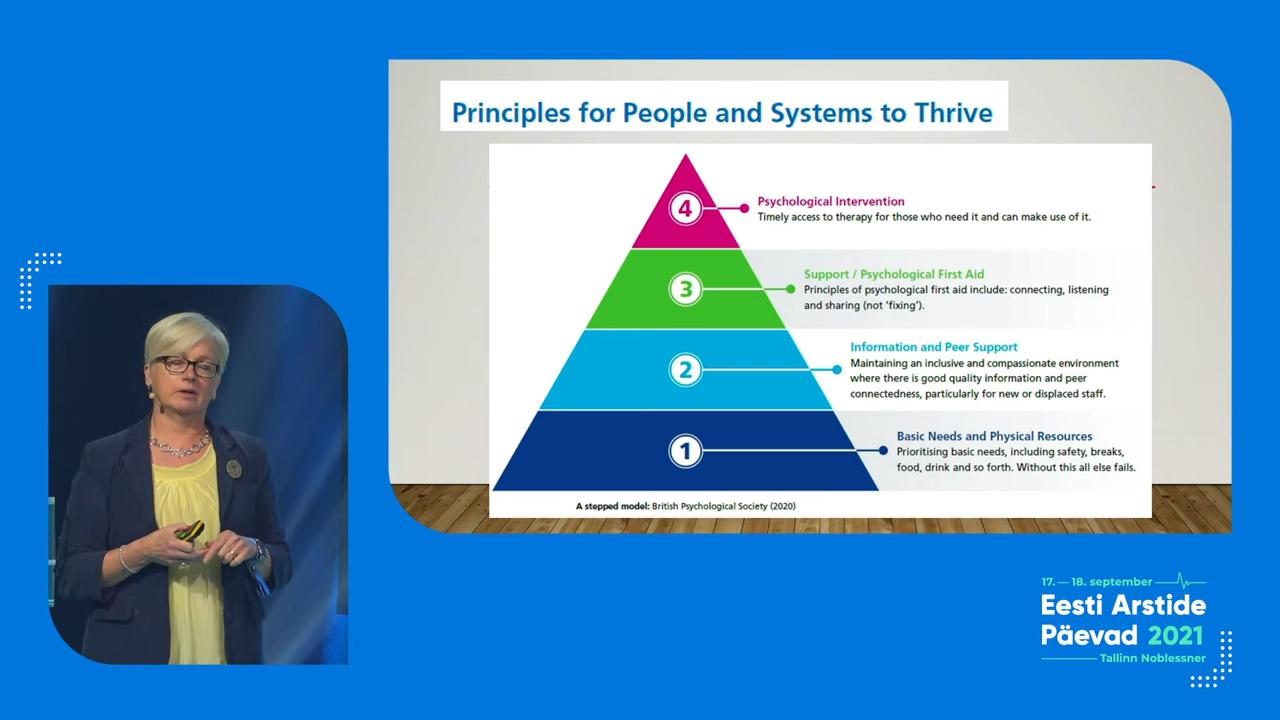 Principles for People and Systems to Thrive
4
Psychological Intervention
Timely access to therapy for those who need it and can make use of it.
3
Support / Psychological First Aid
Principles of psychological first aid include: connecting, listening
and sharing (not ‘fixing’).
2
Information and Peer Support
Maintaining an inclusive and compassionate environment
where there is good quality information and peer
connectedness, particularly for new or displaced staff.
1
Basic Needs and Physical Resources
Prioritising basic needs, including safety, breaks,
food, drink and so forth. Without this all else fails.
A stepped model: British Psychological Society (2020)
17. — 18. september
Eesti Arstide
Päevad 2021
Tallinn Noblessner